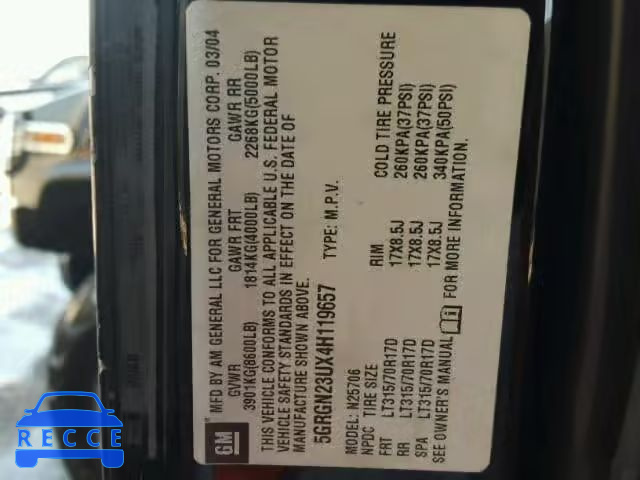 MFD BY AM GENERAL LLC FOR GENERAL MOTORS CORP. 03/04
GVWR GAWR FRT GAWR RR
3901KG(8600LB) 1814KG(4000LB) 2268KG(5000LB)
THIS VEHICLE CONFORMS TO ALL APPLICABLE U.S. FEDERAL MOTOR
VEHICLE SAFETY STANDARDS IN EFFECT ON THE DATE OF
MANUFACTURE SHOWN ABOVE.
GM
5GRGN23UX4H119657 TYPE: M.P.V.
MODEL: N25706
NPDC TIRE SIZE RIM COLD TIRE PRESSURE
FRT LT315/70R17D 17X8.5J 260KPA(37PSI)
RR LT315/70R17D 17X8.5J 260KPA(37PSI)
SPA LT315/70R17D 17X8.5J 340KPA(50PSI)
SEE OWNER'S MANUAL FOR MORE INFORMATION.
BidCarz.COM